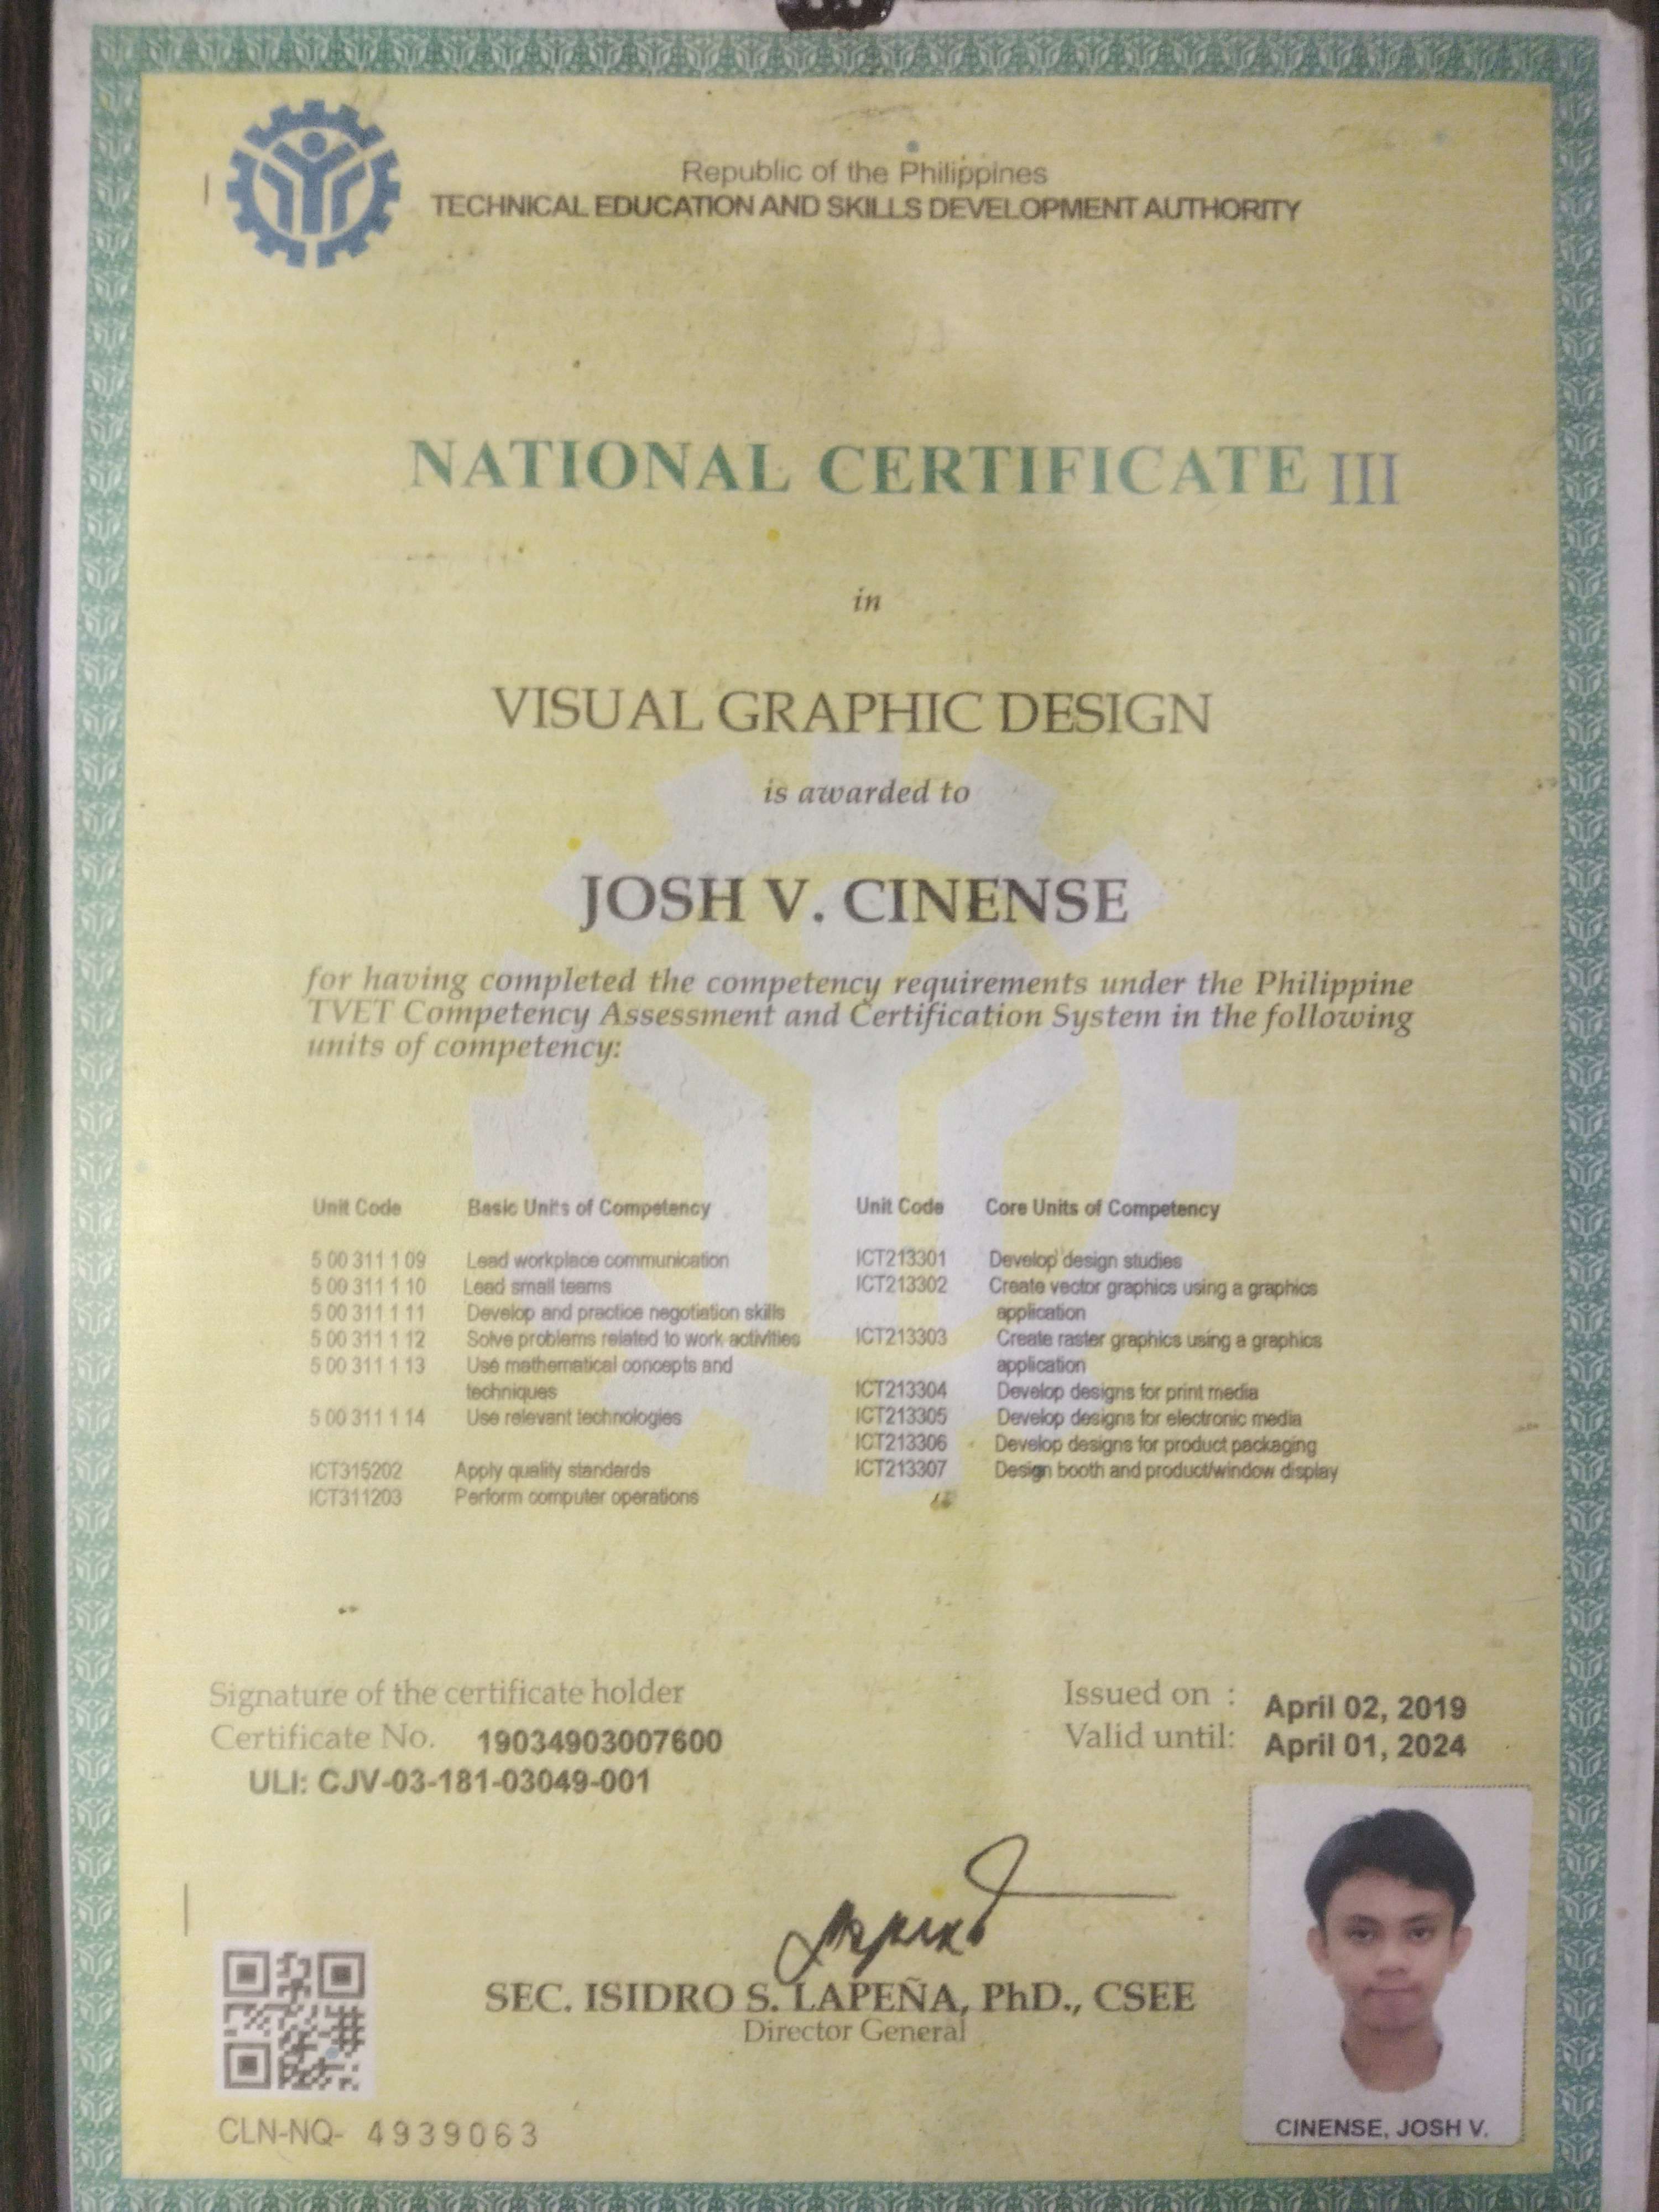 Republic of the Philippines
TECHNICAL EDUCATION AND SKILLS DEVELOPMENT AUTHORITY
NATIONAL CERTIFICATE III
in
VISUAL GRAPHIC DESIGN
is awarded to
JOSH V. CINENSE
for having completed the competency requirements under the Philippine
TVET Competency Assessment and Certification System in the following
units of competency:
Unit Code Basic Units of Competency
5 00 311 1 09 Lead workplace communication
5 00 311 1 10 Lead small teams
5 00 311 1 11 Develop and practice negotiation skills
5 00 311 1 12 Solve problems related to work activities
5 00 311 1 13 Use mathematical concepts and
techniques
5 00 311 1 14 Use relevant technologies
ICT315202 Apply quality standards
ICT311203 Perform computer operations
Unit Code Core Units of Competency
ICT213301 Develop design studies
ICT213302 Create vector graphics using a graphics
application
ICT213303 Create raster graphics using a graphics
application
ICT213304 Develop designs for print media
ICT213305 Develop designs for electronic media
ICT213306 Develop designs for product packaging
ICT213307 Design booth and product/window display
Signature of the certificate holder
Certificate No. 19034903007600
ULI: CJV-03-181-03049-001
Issued on : April 02, 2019
Valid until: April 01, 2024
SEC. ISIDRO S. LAPEÑA, PhD., CSEE
Director General
CLN-NQ- 4939063
CINENSE, JOSH V.